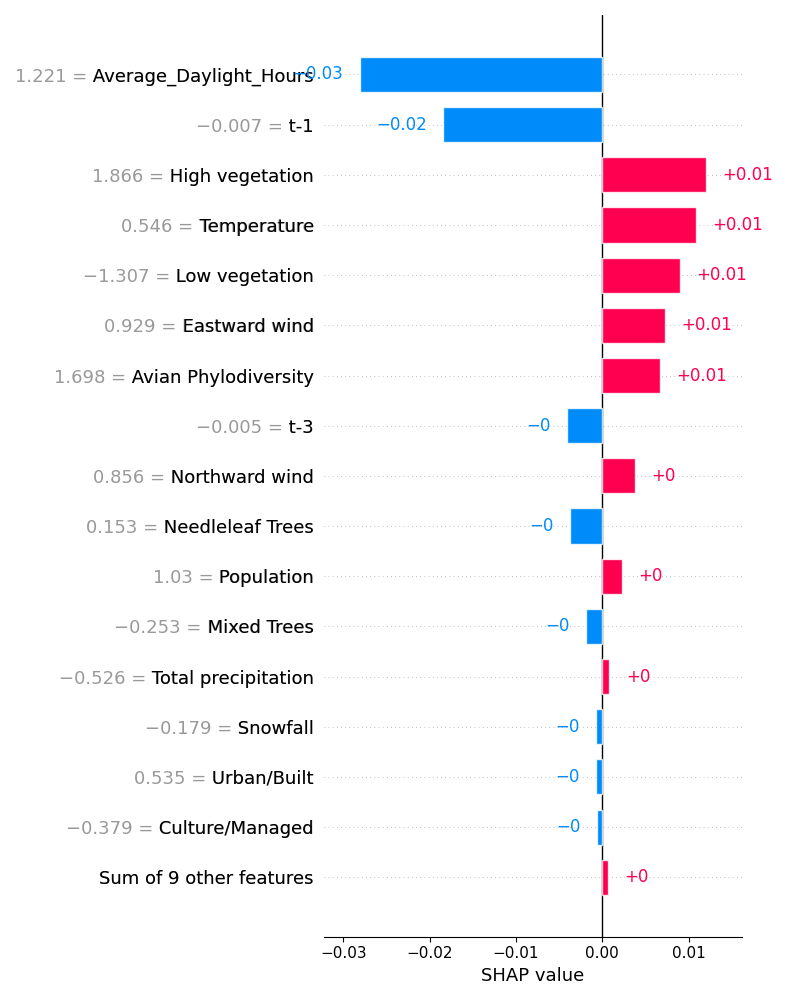 1.221 = Average_Daylight_Hours −0.03
−0.007 = t-1 −0.02
1.866 = High vegetation +0.01
0.546 = Temperature +0.01
−1.307 = Low vegetation +0.01
0.929 = Eastward wind +0.01
1.698 = Avian Phylodiversity +0.01
−0.005 = t-3 −0
0.856 = Northward wind +0
0.153 = Needleleaf Trees −0
1.03 = Population +0
−0.253 = Mixed Trees −0
−0.526 = Total precipitation +0
−0.179 = Snowfall −0
0.535 = Urban/Built −0
−0.379 = Culture/Managed −0
Sum of 9 other features +0
−0.03 −0.02 −0.01 0.00 0.01
SHAP value